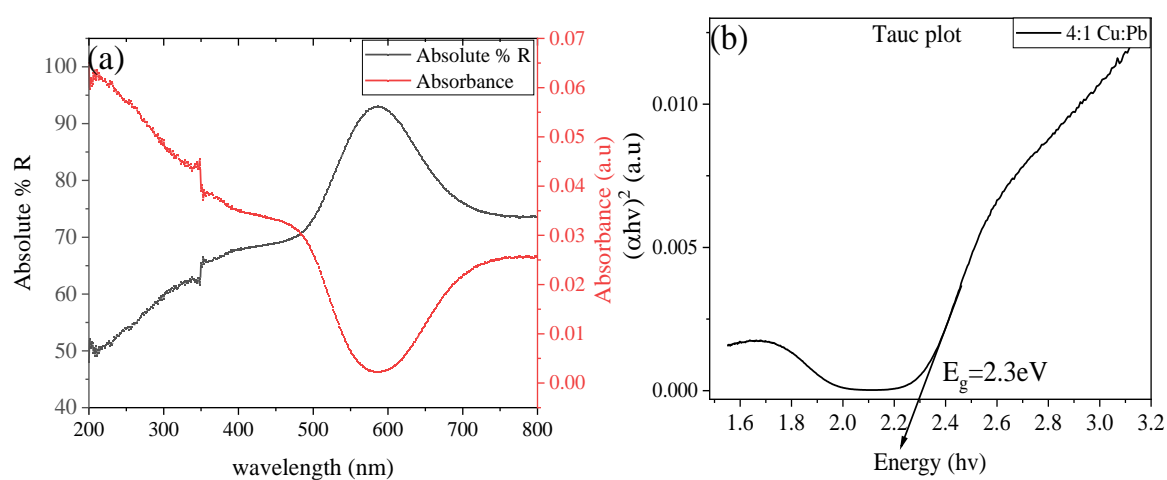 (a)
Absolute % R
Absorbance
100
90
80
70
60
50
40
Absolute % R
0.07
0.06
0.05
0.04
0.03
0.02
0.01
0.00
Absorbance (a.u)
200 300 400 500 600 700 800
wavelength (nm)
(b)
Tauc plot
4:1 Cu:Pb
0.010
0.005
0.000
(αhv)² (a.u)
E_g=2.3eV
1.6 1.8 2.0 2.2 2.4 2.6 2.8 3.0 3.2
Energy (hv)